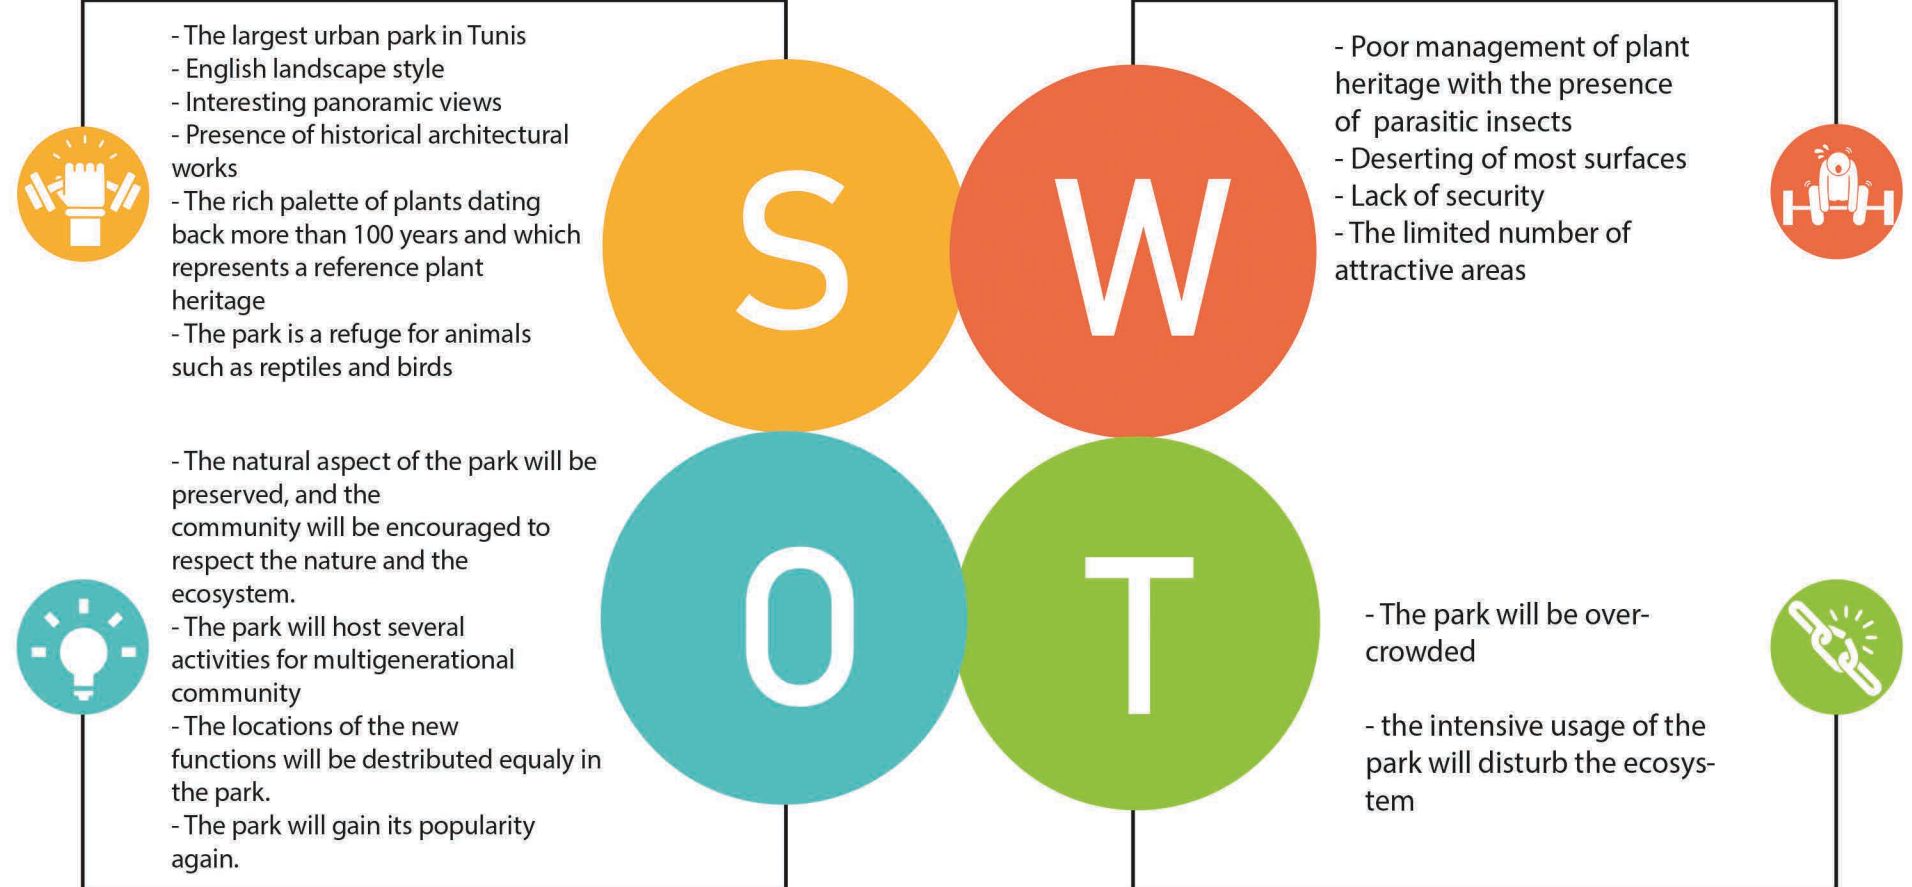 - The largest urban park in Tunis
- English landscape style
- Interesting panoramic views
- Presence of historical architectural
works
- The rich palette of plants dating
back more than 100 years and which
represents a reference plant
heritage
- The park is a refuge for animals
such as reptiles and birds
S
W
- Poor management of plant
heritage with the presence
of parasitic insects
- Deserting of most surfaces
- Lack of security
- The limited number of
attractive areas
- The natural aspect of the park will be
preserved, and the
community will be encouraged to
respect the nature and the
ecosystem.
- The park will host several
activities for multigenerational
community
- The locations of the new
functions will be destributed equaly in
the park.
- The park will gain its popularity
again.
O
T
- The park will be over-
crowded
- the intensive usage of the
park will disturb the ecosys-
tem